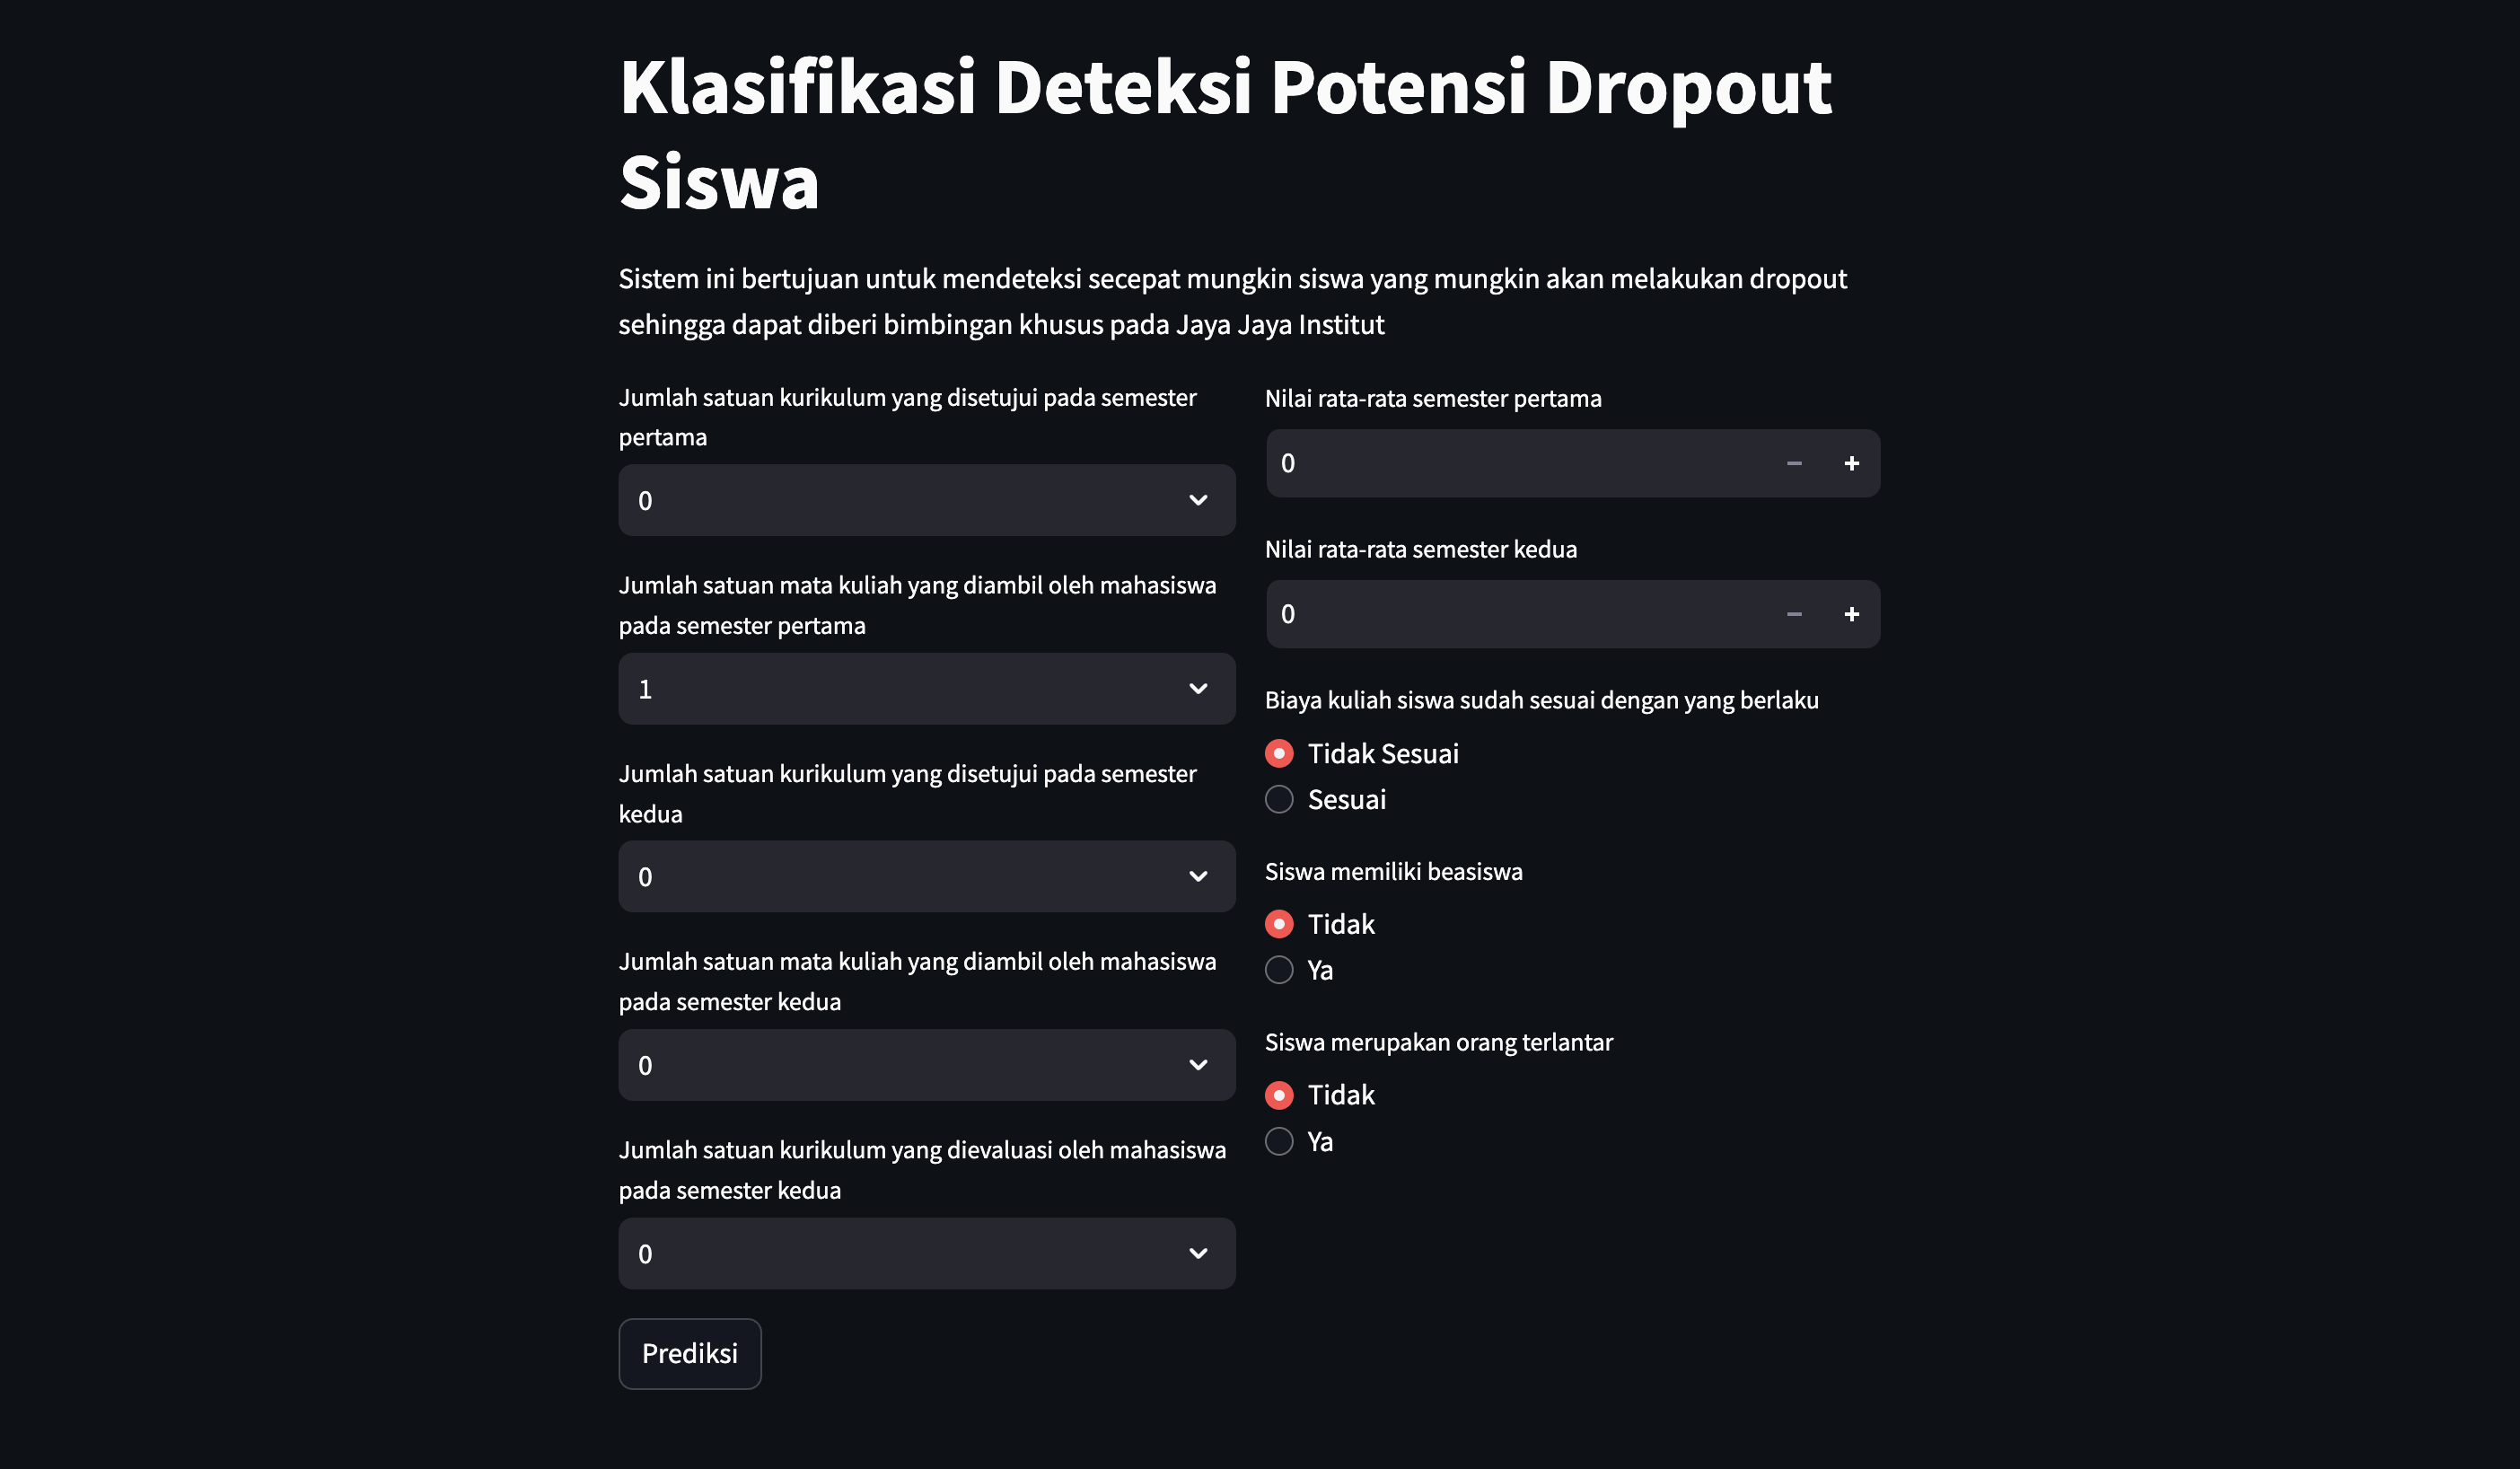 Klasifikasi Deteksi Potensi Dropout
Siswa
Sistem ini bertujuan untuk mendeteksi secepat mungkin siswa yang mungkin akan melakukan dropout
sehingga dapat diberi bimbingan khusus pada Jaya Jaya Institut
Jumlah satuan kurikulum yang disetujui pada semester
pertama
0
Jumlah satuan mata kuliah yang diambil oleh mahasiswa
pada semester pertama
1
Jumlah satuan kurikulum yang disetujui pada semester
kedua
0
Jumlah satuan mata kuliah yang diambil oleh mahasiswa
pada semester kedua
0
Jumlah satuan kurikulum yang dievaluasi oleh mahasiswa
pada semester kedua
0
Nilai rata-rata semester pertama
0
Nilai rata-rata semester kedua
0
Biaya kuliah siswa sudah sesuai dengan yang berlaku
Tidak Sesuai
Sesuai
Siswa memiliki beasiswa
Tidak
Ya
Siswa merupakan orang terlantar
Tidak
Ya
Prediksi